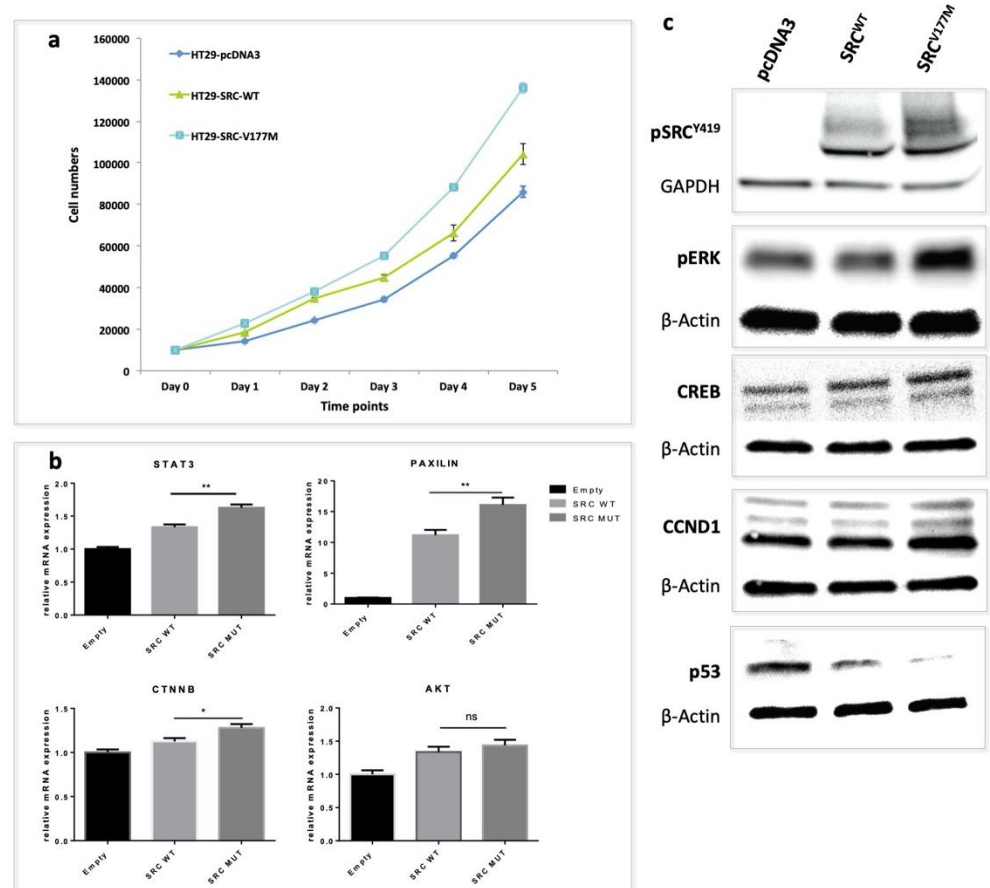 a
160000
140000
120000
100000
80000
60000
40000
20000
0
Cell numbers
HT29-pcDNA3
HT29-SRC-WT
HT29-SRC-V177M
Day 0 Day 1 Day 2 Day 3 Day 4 Day 5
Time points
b
STAT3
relative mRNA expression
2.0
1.5
1.0
0.5
0.0
**
Empty SRC WT SRC MUT
PAXILIN
relative mRNA expression
20
15
10
5
0
**
Empty SRC WT SRC MUT
Empty
SRC WT
SRC MUT
CTNNB
relative mRNA expression
1.5
1.0
0.5
0.0
*
Empty SRC WT SRC MUT
AKT
relative mRNA expression
2.0
1.5
1.0
0.5
0.0
ns
Empty SRC WT SRC MUT
c
pcDNA3 SRCWT SRCV177M
pSRCY419
GAPDH
pERK
β-Actin
CREB
β-Actin
CCND1
β-Actin
p53
β-Actin